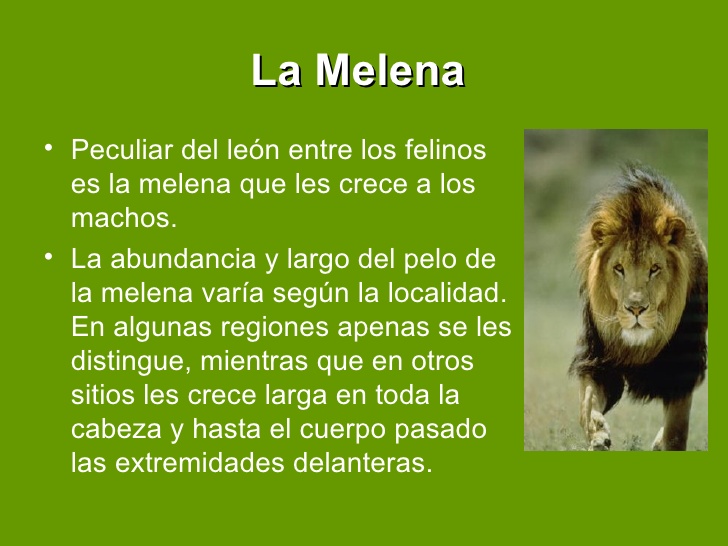 La Melena
• Peculiar del león entre los felinos
es la melena que les crece a los
machos.
• La abundancia y largo del pelo de
la melena varía según la localidad.
En algunas regiones apenas se les
distingue, mientras que en otros
sitios les crece larga en toda la
cabeza y hasta el cuerpo pasado
las extremidades delanteras.